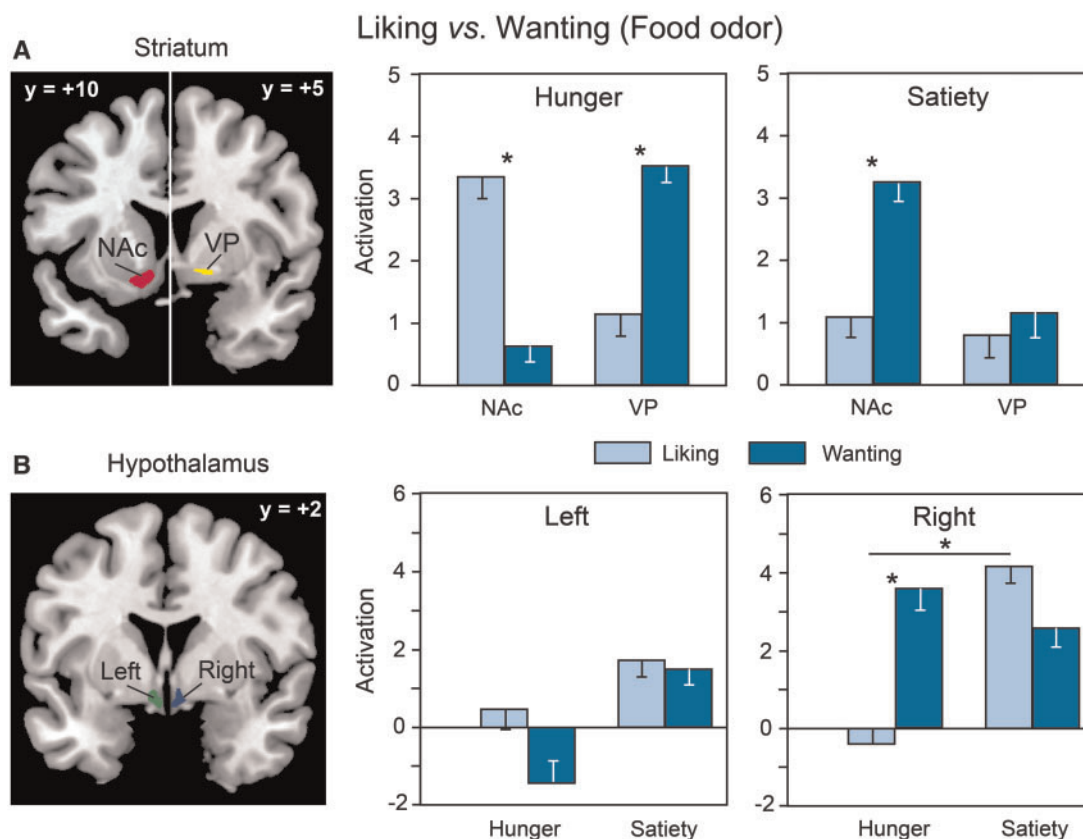 Liking vs. Wanting (Food odor)
A Striatum
y = +10
y = +5
NAc
VP
Hunger
Activation
5
4
3
2
1
0
NAc VP
*
*
Satiety
5
4
3
2
1
0
NAc VP
*
Liking Wanting
B Hypothalamus
y = +2
Left
Right
Left
Activation
6
4
2
0
-2
Hunger Satiety
Right
6
4
2
0
-2
*
*
Hunger Satiety